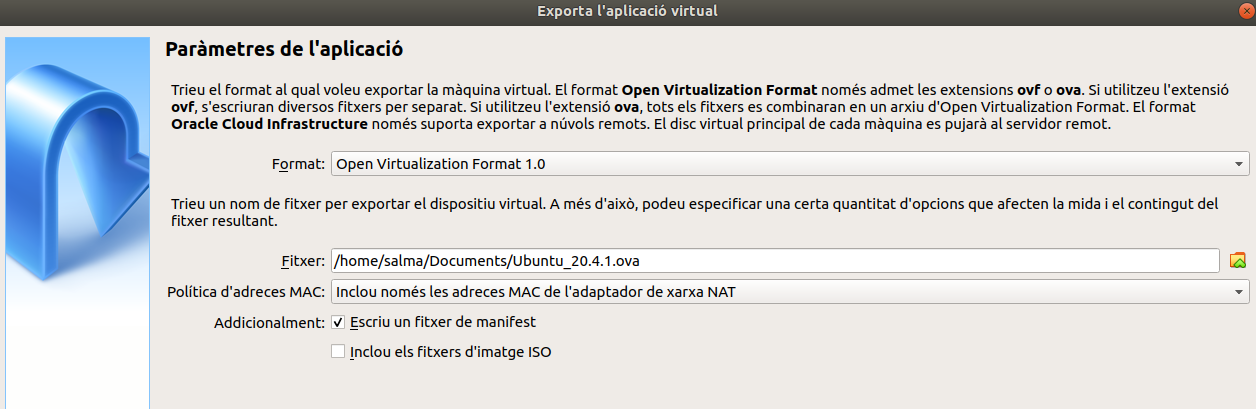 Exporta l'aplicació virtual
Paràmetres de l'aplicació
Trieu el format al qual voleu exportar la màquina virtual. El format Open Virtualization Format només admet les extensions ovf o ova. Si utilitzeu l'extensió
ovf, s'escriuran diversos fitxers per separat. Si utilitzeu l'extensió ova, tots els fitxers es combinaran en un arxiu d'Open Virtualization Format. El format
Oracle Cloud Infrastructure només suporta exportar a núvols remots. El disc virtual principal de cada màquina es pujarà al servidor remot.
Format: Open Virtualization Format 1.0
Trieu un nom de fitxer per exportar el dispositiu virtual. A més d'això, podeu especificar una certa quantitat d'opcions que afecten la mida i el contingut del
fitxer resultant.
Fitxer: /home/salma/Documents/Ubuntu_20.4.1.ova
Política d'adreces MAC: Inclou només les adreces MAC de l'adaptador de xarxa NAT
Addicionalment: Escriu un fitxer de manifest
Inclou els fitxers d'imatge ISO